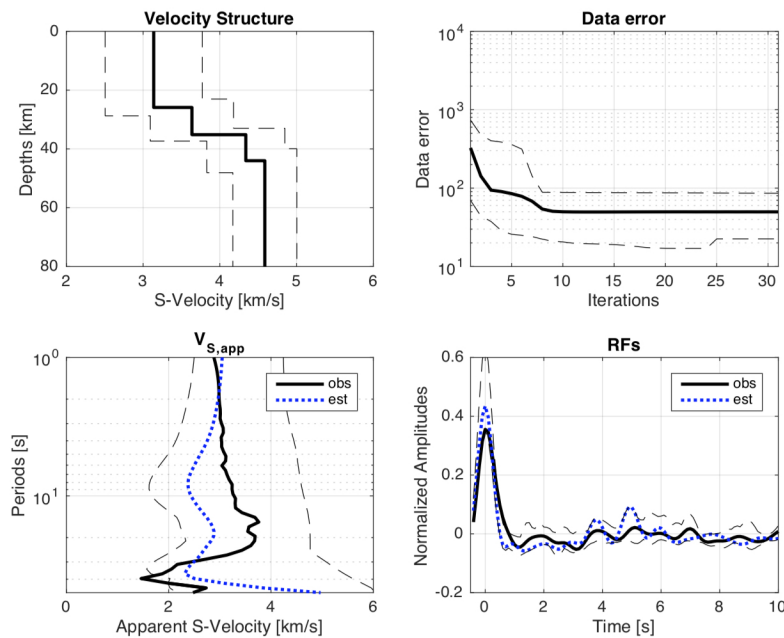 Velocity Structure
0
20
40
60
80
Depths [km]
2
3
4
5
6
S-Velocity [km/s]
Data error
10^4
10^3
10^2
10^1
Data error
5
10
15
20
25
30
Iterations
V_S,app
10^0
10^1
Periods [s]
obs
est
0
2
4
6
Apparent S-Velocity [km/s]
RFs
0.6
0.4
0.2
0
-0.2
Normalized Amplitudes
obs
est
0
2
4
6
8
10
Time [s]